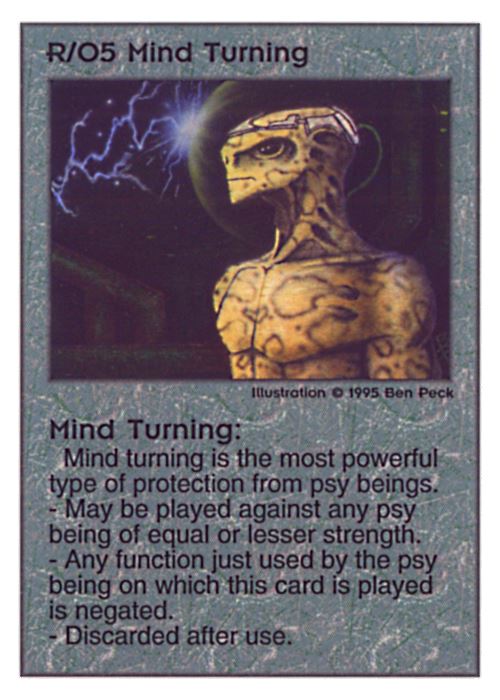 R/O5 Mind Turning
Illustration © 1995 Ben Peck
Mind Turning:
Mind turning is the most powerful
type of protection from psy beings.
- May be played against any psy
being of equal or lesser strength.
- Any function just used by the psy
being on which this card is played
is negated.
- Discarded after use.